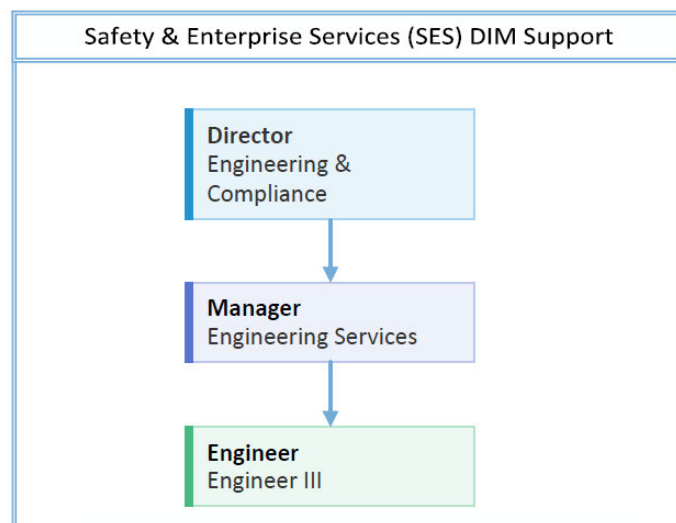 Safety & Enterprise Services (SES) DIM Support
Director
Engineering &
Compliance
Manager
Engineering Services
Engineer
Engineer III